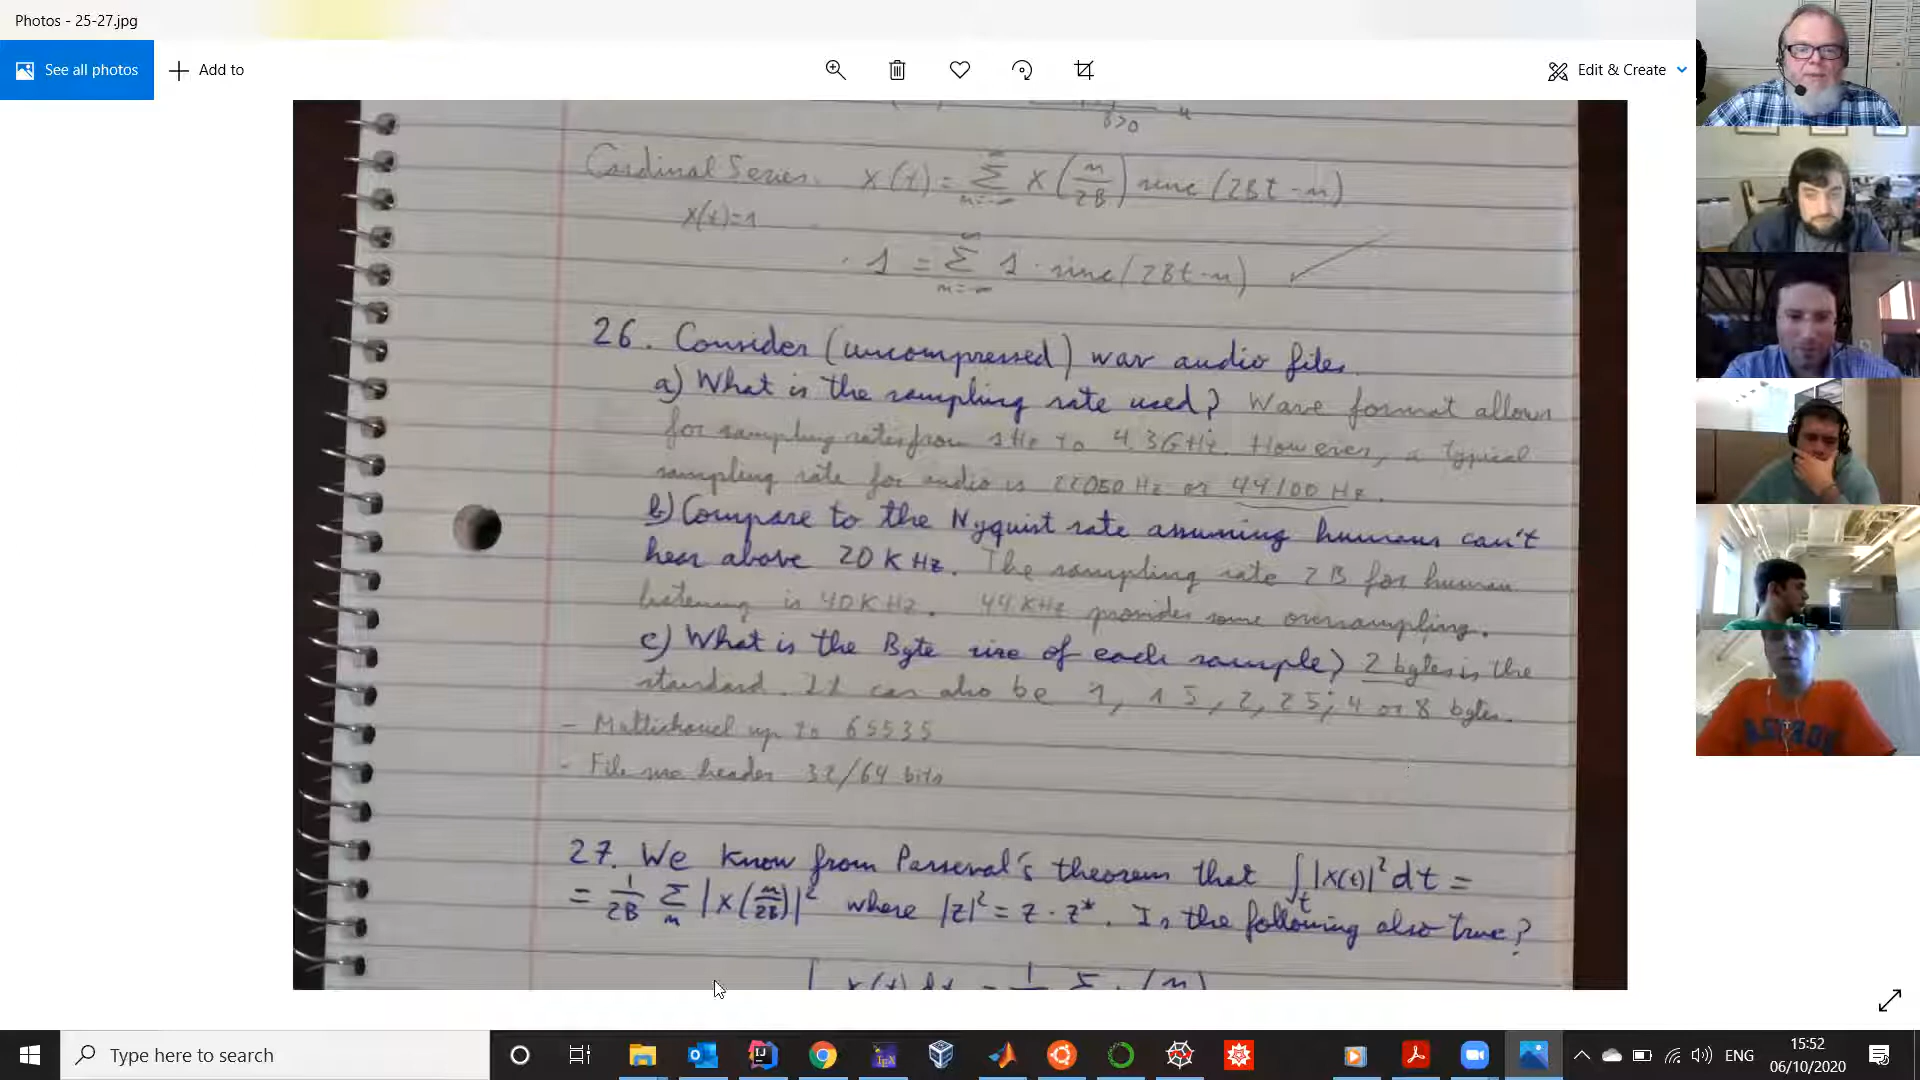 Photos - 25-27.jpg
See all photos
Add to
Edit & Create
B>0
Cardinal Series. x(t) = Σ x(n/2B) sinc(2Bt-n)
n=-∞
x(t)=1
1 = Σ 1 · sinc(2Bt-n)
n=-∞
26. Consider (uncompressed) wav audio files.
a) What is the sampling rate used? Wave format allows
for sampling rates from 1Hz to 4.3GHz. However, a typical
sampling rate for audio is 22050 Hz or 44100 Hz.
b) Compare to the Nyquist rate assuming humans can't
hear above 20KHz. The sampling rate 2B for human
listening is 40KHz. 44KHz provides some oversampling.
c) What is the Byte size of each sample? 2 bytes is the
standard. It can also be 1, 1 5, 2, 2 5; 4 or 8 bytes.
- Multichanel up to 65535
- File header 32/64 bits
27. We know from Parseval's theorem that ∫t |x(t)|² dt =
= 1/2B Σn |x(n/2B)|² where |z|² = z · z*. Is the following also true?
∫ x(t) dt = 1 Σ x(n)
ASTROS
Type here to search
ENG
15:52
06/10/2020